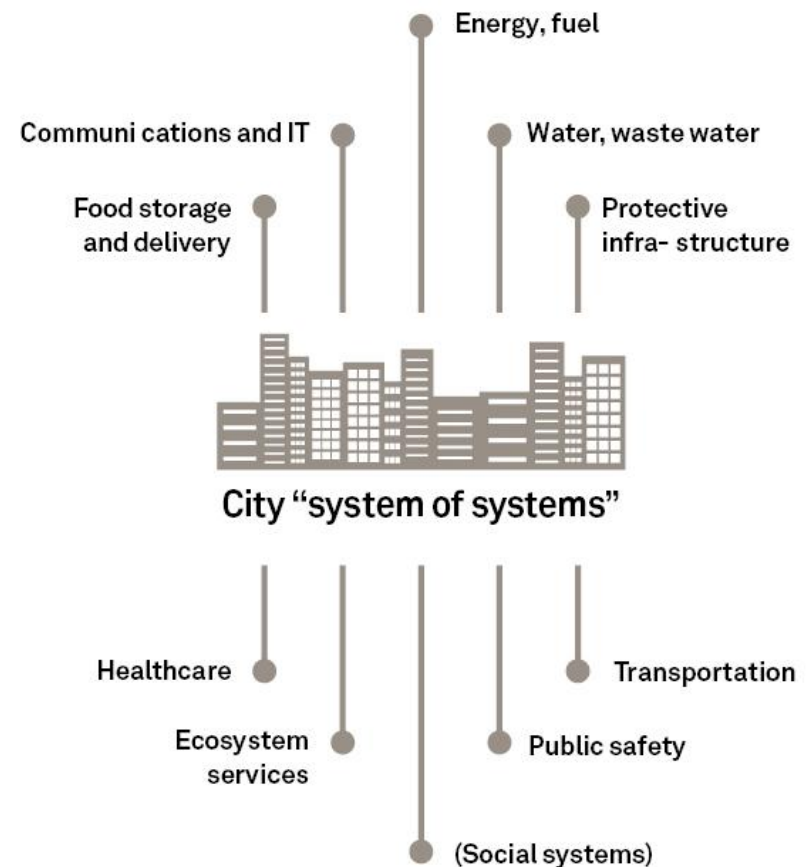 Energy, fuel
Communi cations and IT
Water, waste water
Food storage
and delivery
Protective
infra- structure
City “system of systems”
Healthcare
Transportation
Ecosystem
services
Public safety
(Social systems)